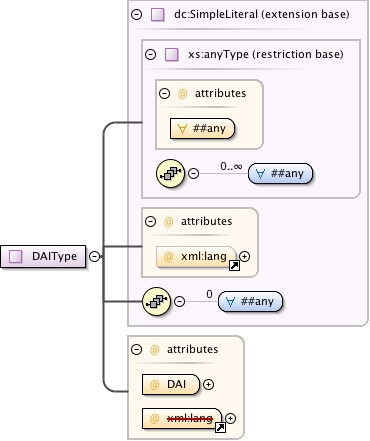 dc:SimpleLiteral (extension base)
xs:anyType (restriction base)
@ attributes
∀ ##any
0..∞
∀ ##any
@ attributes
@ xml:lang
DAIType
0
∀ ##any
@ attributes
@ DAI
@ xml:lang